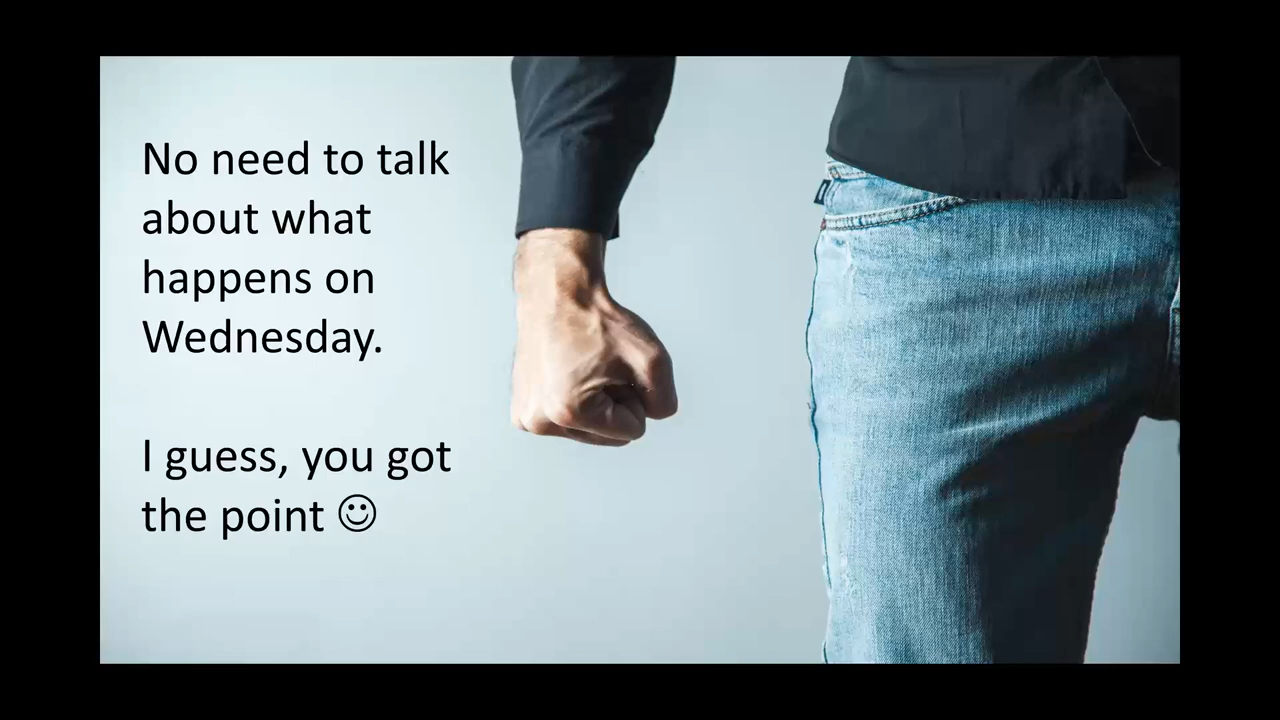 No need to talk
about what
happens on
Wednesday.
I guess, you got
the point ☺